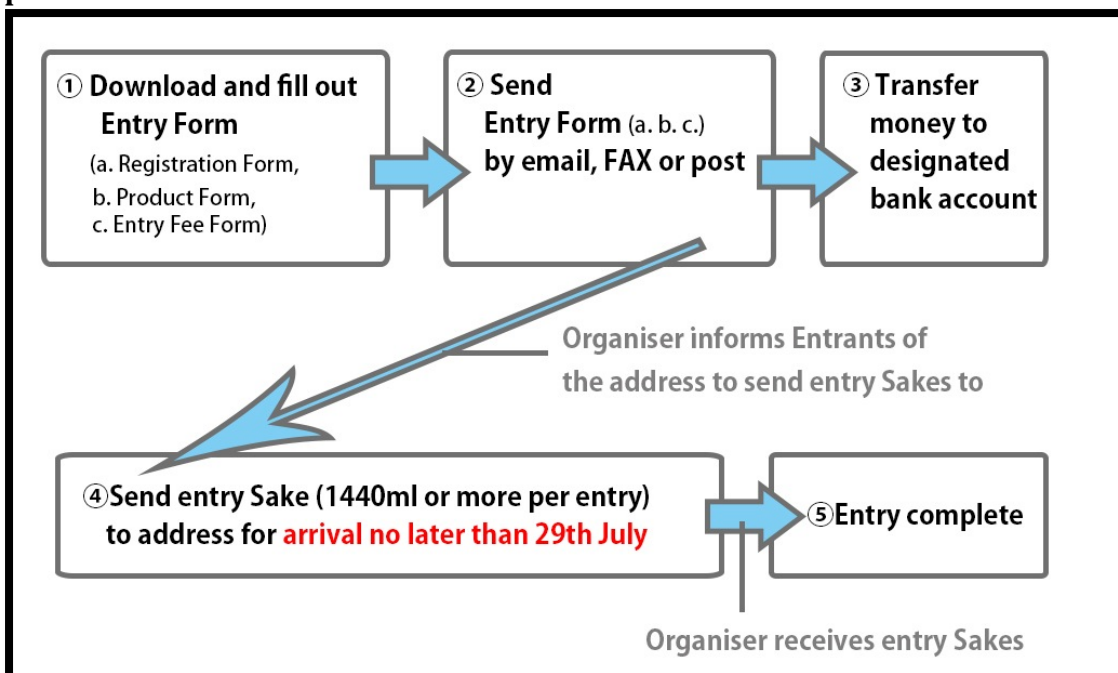 ① Download and fill out
Entry Form
(a. Registration Form,
b. Product Form,
c. Entry Fee Form)
② Send
Entry Form (a. b. c.)
by email, FAX or post
③ Transfer
money to
designated
bank account
Organiser informs Entrants of
the address to send entry Sakes to
④Send entry Sake (1440ml or more per entry)
to address for arrival no later than 29th July
⑤Entry complete
Organiser receives entry Sakes